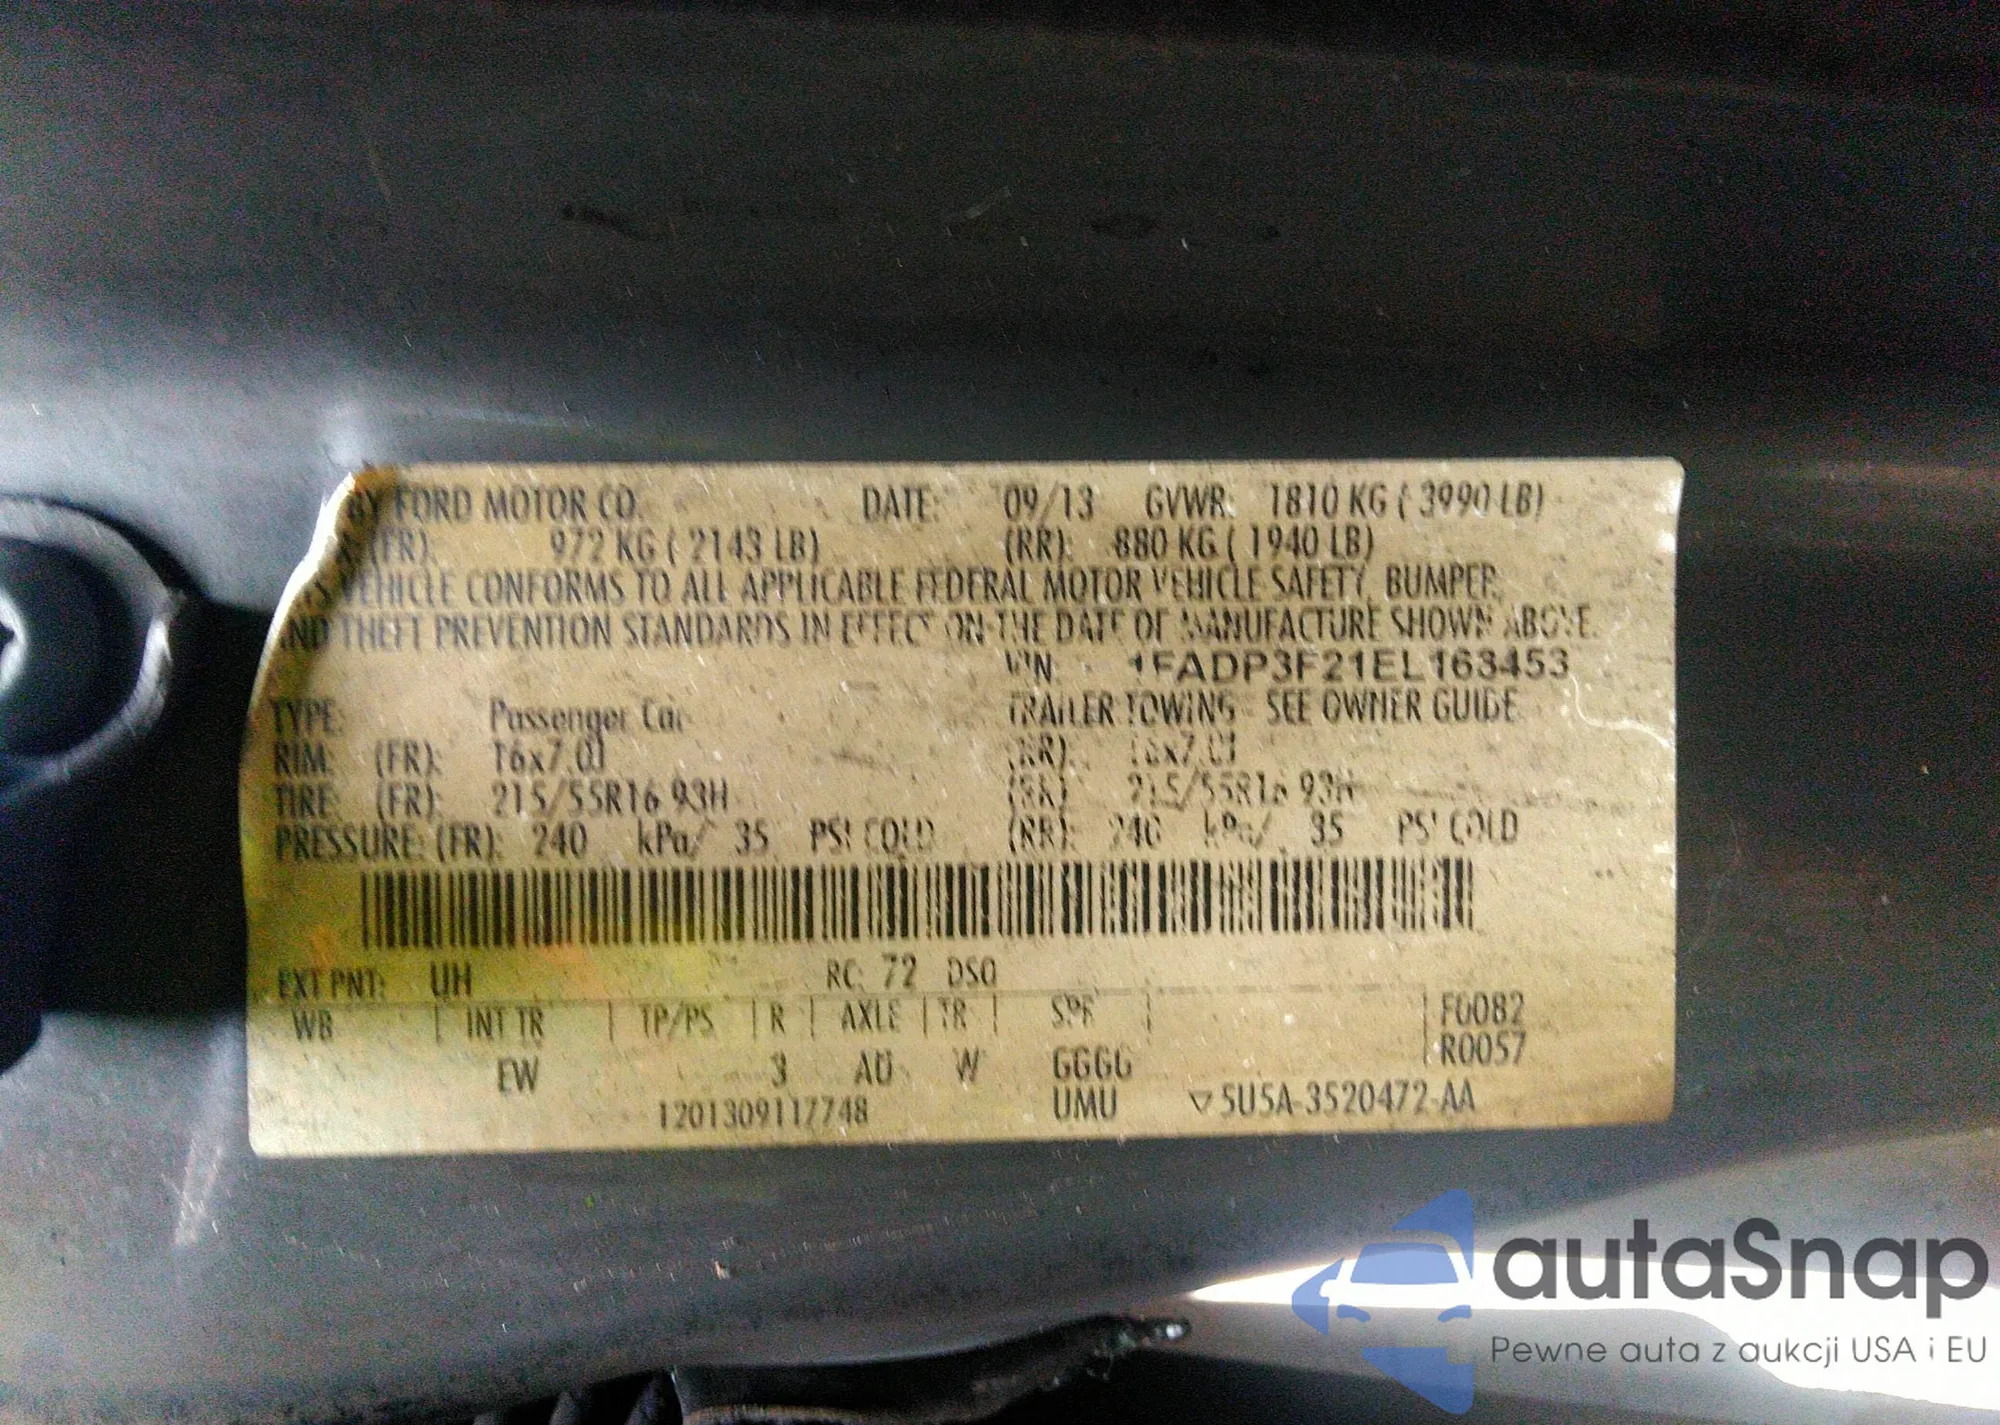 BY FORD MOTOR CO. DATE: 09/13 GVWR: 1810 KG ( 3990 LB)
(FR): 972 KG ( 2143 LB) (RR): 880 KG ( 1940 LB)
VEHICLE CONFORMS TO ALL APPLICABLE FEDERAL MOTOR VEHICLE SAFETY, BUMPER,
AND THEFT PREVENTION STANDARDS IN EFFECT ON THE DATE OF MANUFACTURE SHOWN ABOVE.
VIN: 1FADP3F21EL163453
TYPE: Passenger Car TRAILER TOWING - SEE OWNER GUIDE
RIM: (FR): 16x7.0J (RR): 16x7.0J
TIRE: (FR): 215/55R16 93H (RR): 215/55R16 93H
PRESSURE: (FR): 240 kPa/ 35 PSI COLD (RR): 240 kPa/ 35 PSI COLD
EXT PNT: UH RC: 72 DSO
WB | INT TR | TP/PS | R | AXLE | TR | SPR | F0082
EW 3 AU W GGGG R0057
1201309117748 UMU ▽5U5A-3520472-AA
autaSnap
Pewne auta z aukcji USA i EU